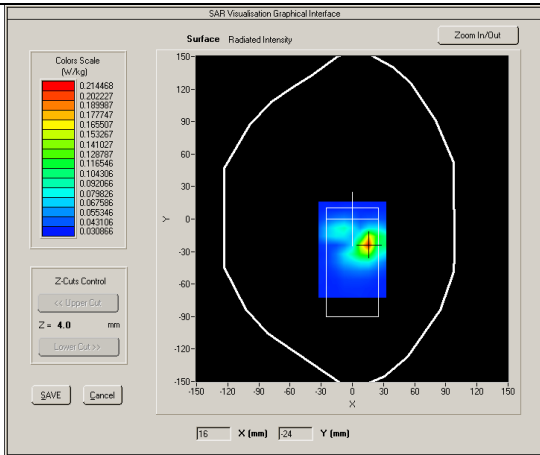 SAR Visualisation Graphical Interface
Surface Radiated Intensity
Zoom In/Out
Colors Scale
(W/kg)
0.214468
0.202227
0.189987
0.177747
0.165507
0.153267
0.141027
0.128787
0.116546
0.104306
0.092066
0.079826
0.067586
0.055346
0.043106
0.030866
Z-Cuts Control
<< Upper Cut
Z = 4.0 mm
Lower Cut >>
SAVE
Cancel
150
120
90
60
30
0
-30
-60
-90
-120
-150
Y
-150 -120 -90 -60 -30 0 30 60 90 120 150
X
16 X (mm) -24 Y (mm)